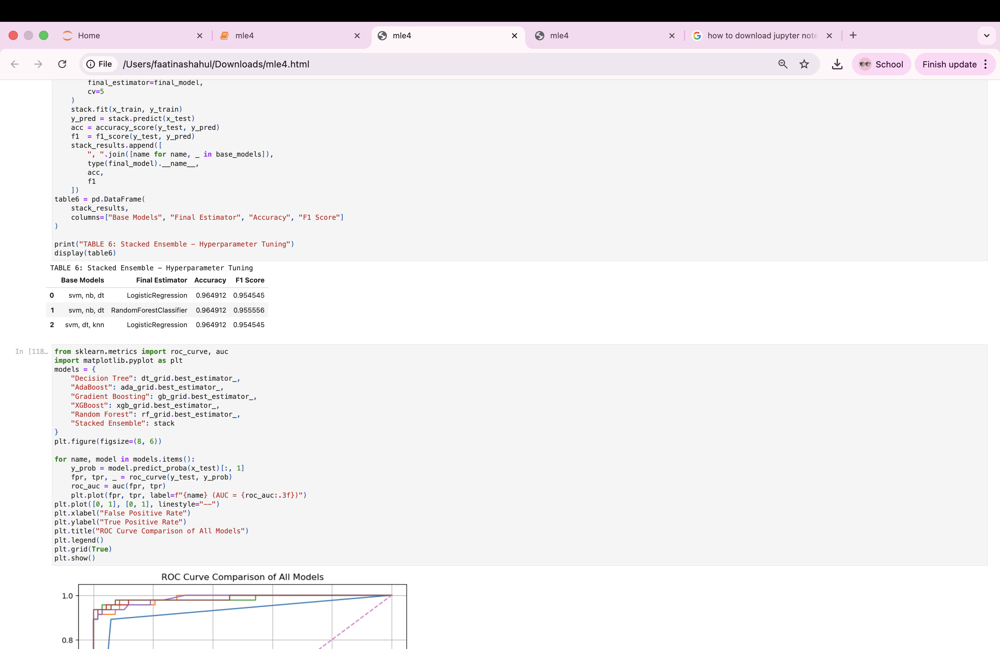 Home
mle4
mle4
mle4
how to download jupyter note
File
/Users/faatinashahul/Downloads/mle4.html
School
Finish update
        final_estimator=final_model,
        cv=5
    )
    stack.fit(x_train, y_train)
    y_pred = stack.predict(x_test)
    acc = accuracy_score(y_test, y_pred)
    f1  = f1_score(y_test, y_pred)
    stack_results.append([
        ", ".join([name for name, _ in base_models]),
        type(final_model).__name__,
        acc,
        f1
    ])
table6 = pd.DataFrame(
    stack_results,
    columns=["Base Models", "Final Estimator", "Accuracy", "F1 Score"]
)
print("TABLE 6: Stacked Ensemble – Hyperparameter Tuning")
display(table6)
TABLE 6: Stacked Ensemble – Hyperparameter Tuning
Base Models Final Estimator Accuracy F1 Score
0 svm, nb, dt LogisticRegression 0.964912 0.954545
1 svm, nb, dt RandomForestClassifier 0.964912 0.955556
2 svm, dt, knn LogisticRegression 0.964912 0.954545
In [118…
from sklearn.metrics import roc_curve, auc
import matplotlib.pyplot as plt
models = {
    "Decision Tree": dt_grid.best_estimator_,
    "AdaBoost": ada_grid.best_estimator_,
    "Gradient Boosting": gb_grid.best_estimator_,
    "XGBoost": xgb_grid.best_estimator_,
    "Random Forest": rf_grid.best_estimator_,
    "Stacked Ensemble": stack
}
plt.figure(figsize=(8, 6))
for name, model in models.items():
    y_prob = model.predict_proba(x_test)[:, 1]
    fpr, tpr, _ = roc_curve(y_test, y_prob)
    roc_auc = auc(fpr, tpr)
    plt.plot(fpr, tpr, label=f"{name} (AUC = {roc_auc:.3f})")
plt.plot([0, 1], [0, 1], linestyle="--")
plt.xlabel("False Positive Rate")
plt.ylabel("True Positive Rate")
plt.title("ROC Curve Comparison of All Models")
plt.legend()
plt.grid(True)
plt.show()
ROC Curve Comparison of All Models
1.0
0.8